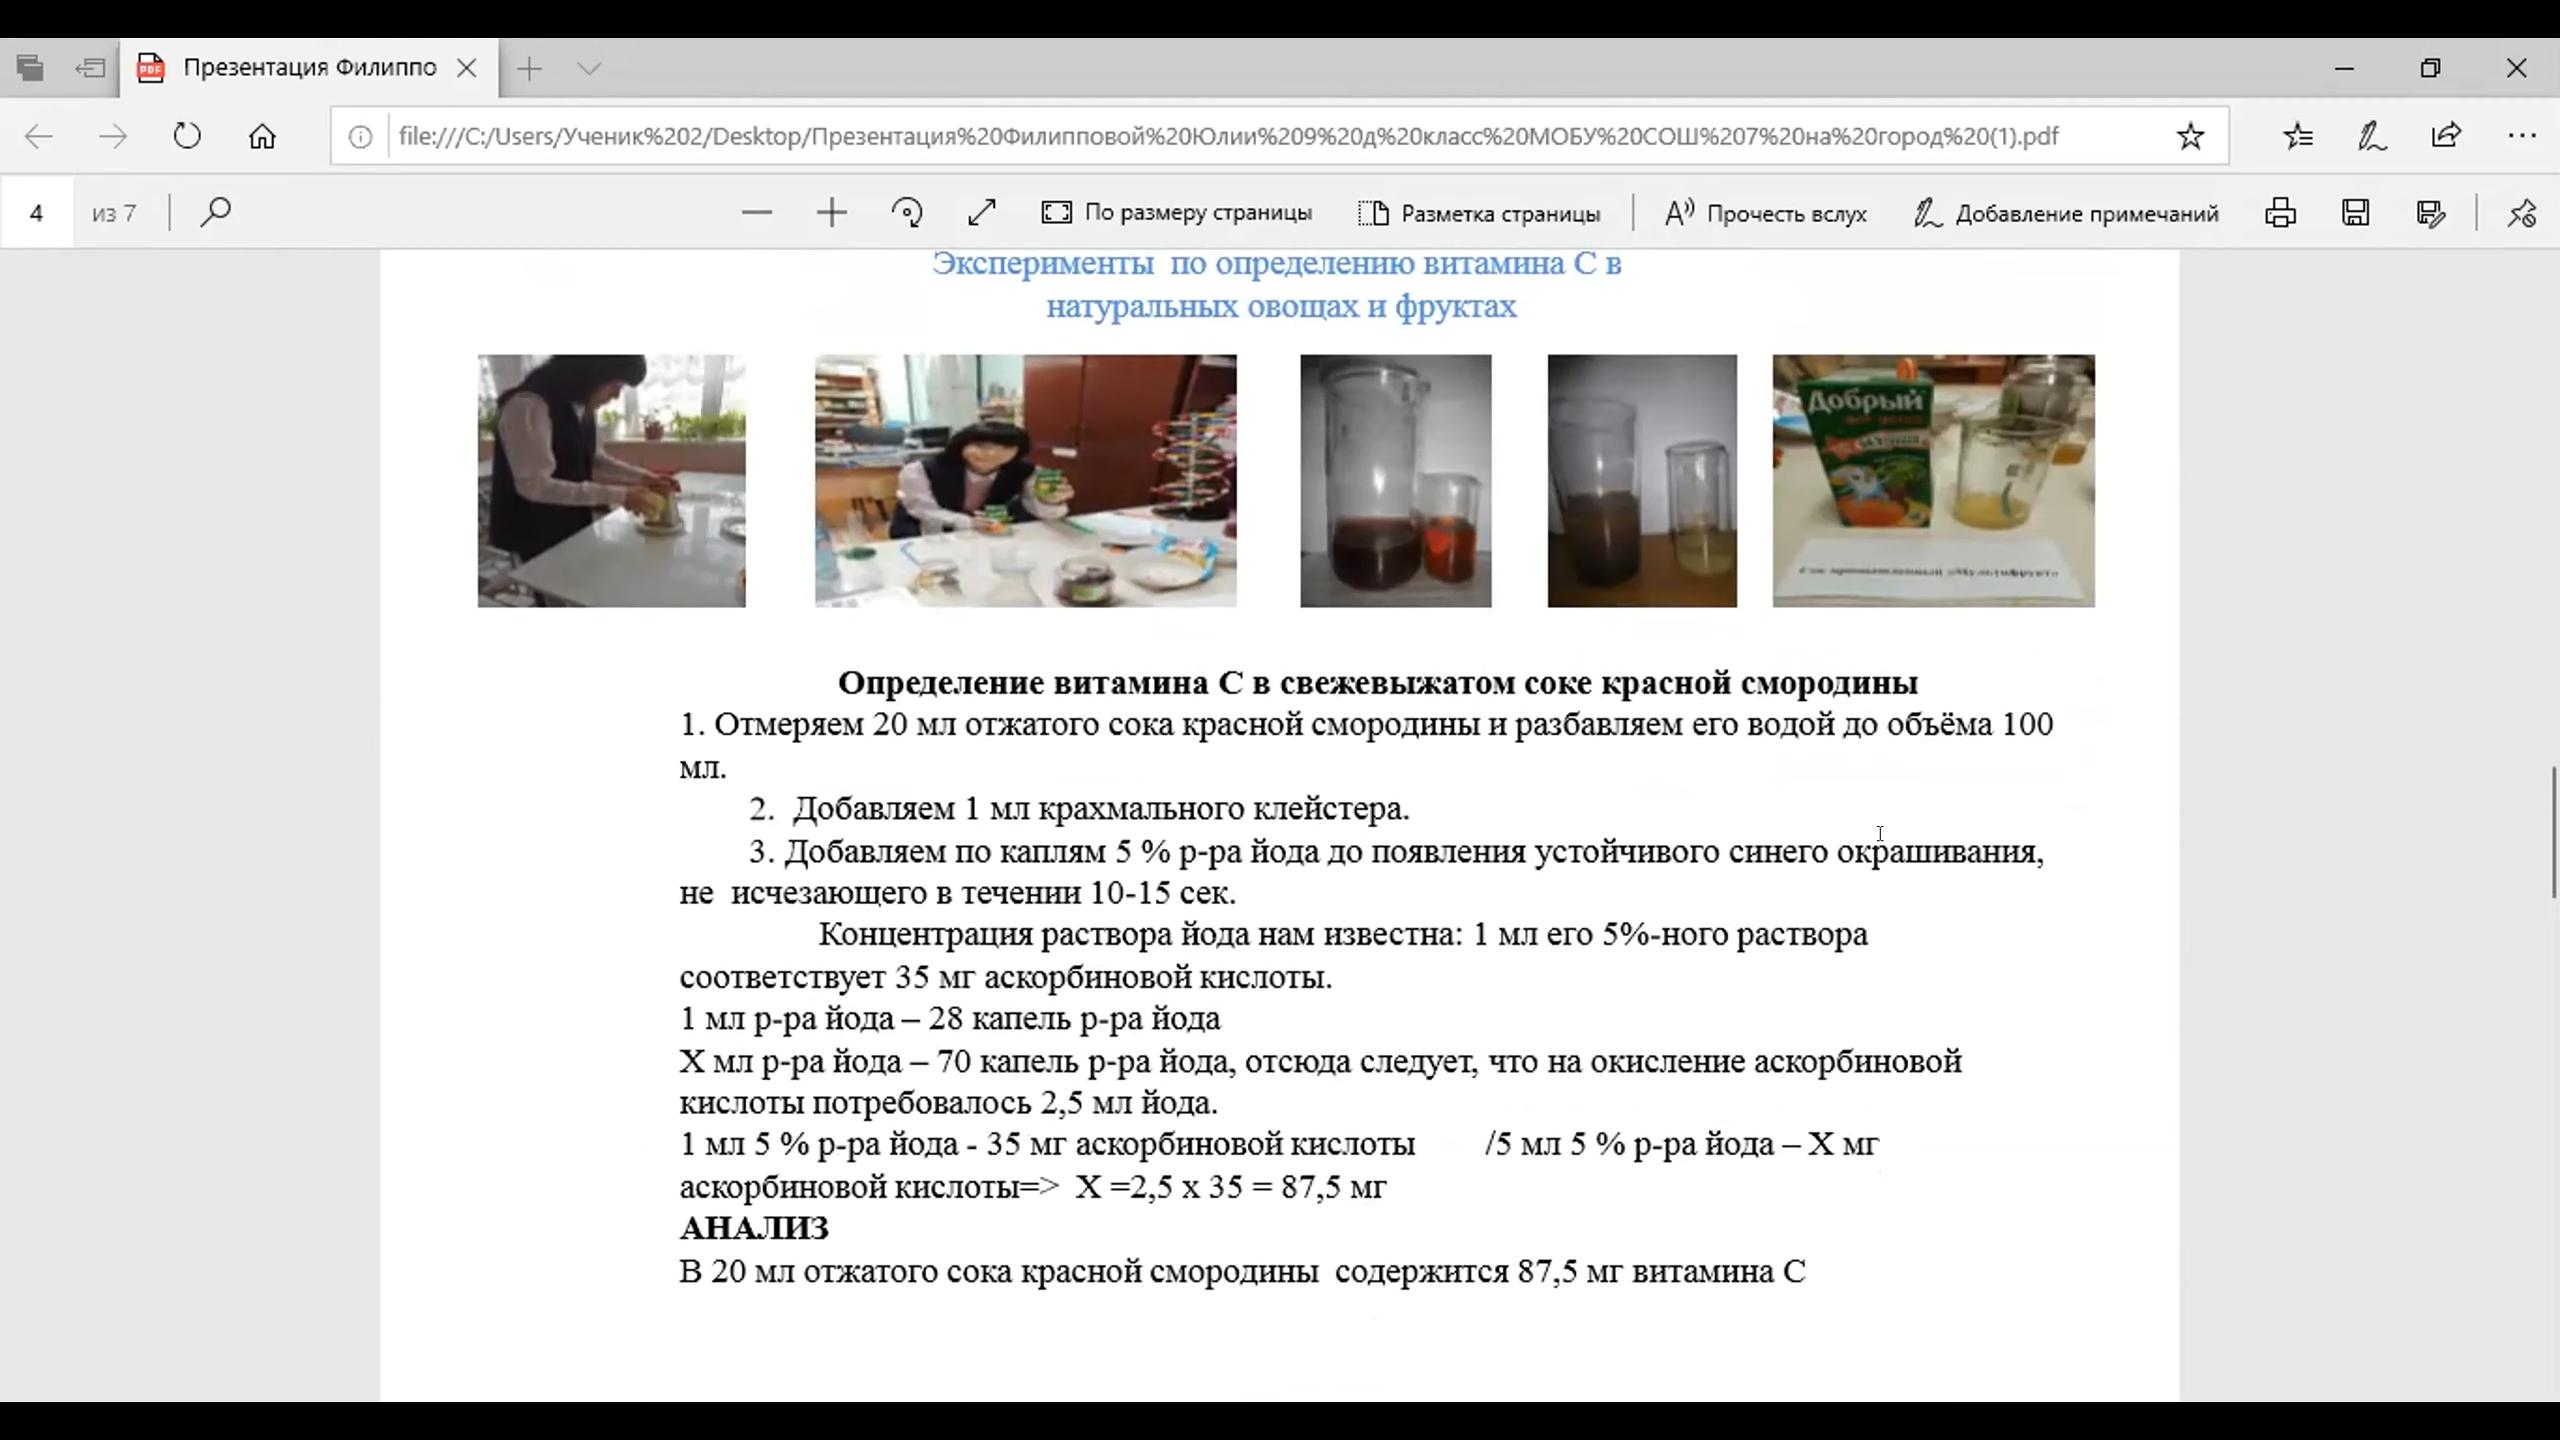 Презентация Филиппо
file:///C:/Users/Ученик%202/Desktop/Презентация%20Филипповой%20Юлии%209%20д%20класс%20МОБУ%20СОШ%207%20на%20город%20(1).pdf
4 из 7 По размеру страницы Разметка страницы Прочесть вслух Добавление примечаний
Эксперименты по определению витамина С в
натуральных овощах и фруктах
Добрый
Определение витамина С в свежевыжатом соке красной смородины
1. Отмеряем 20 мл отжатого сока красной смородины и разбавляем его водой до объёма 100
мл.
2. Добавляем 1 мл крахмального клейстера.
3. Добавляем по каплям 5 % р-ра йода до появления устойчивого синего окрашивания,
не исчезающего в течении 10-15 сек.
Концентрация раствора йода нам известна: 1 мл его 5%-ного раствора
соответствует 35 мг аскорбиновой кислоты.
1 мл р-ра йода – 28 капель р-ра йода
Х мл р-ра йода – 70 капель р-ра йода, отсюда следует, что на окисление аскорбиновой
кислоты потребовалось 2,5 мл йода.
1 мл 5 % р-ра йода - 35 мг аскорбиновой кислоты /5 мл 5 % р-ра йода – Х мг
аскорбиновой кислоты=> Х =2,5 х 35 = 87,5 мг
АНАЛИЗ
В 20 мл отжатого сока красной смородины содержится 87,5 мг витамина С